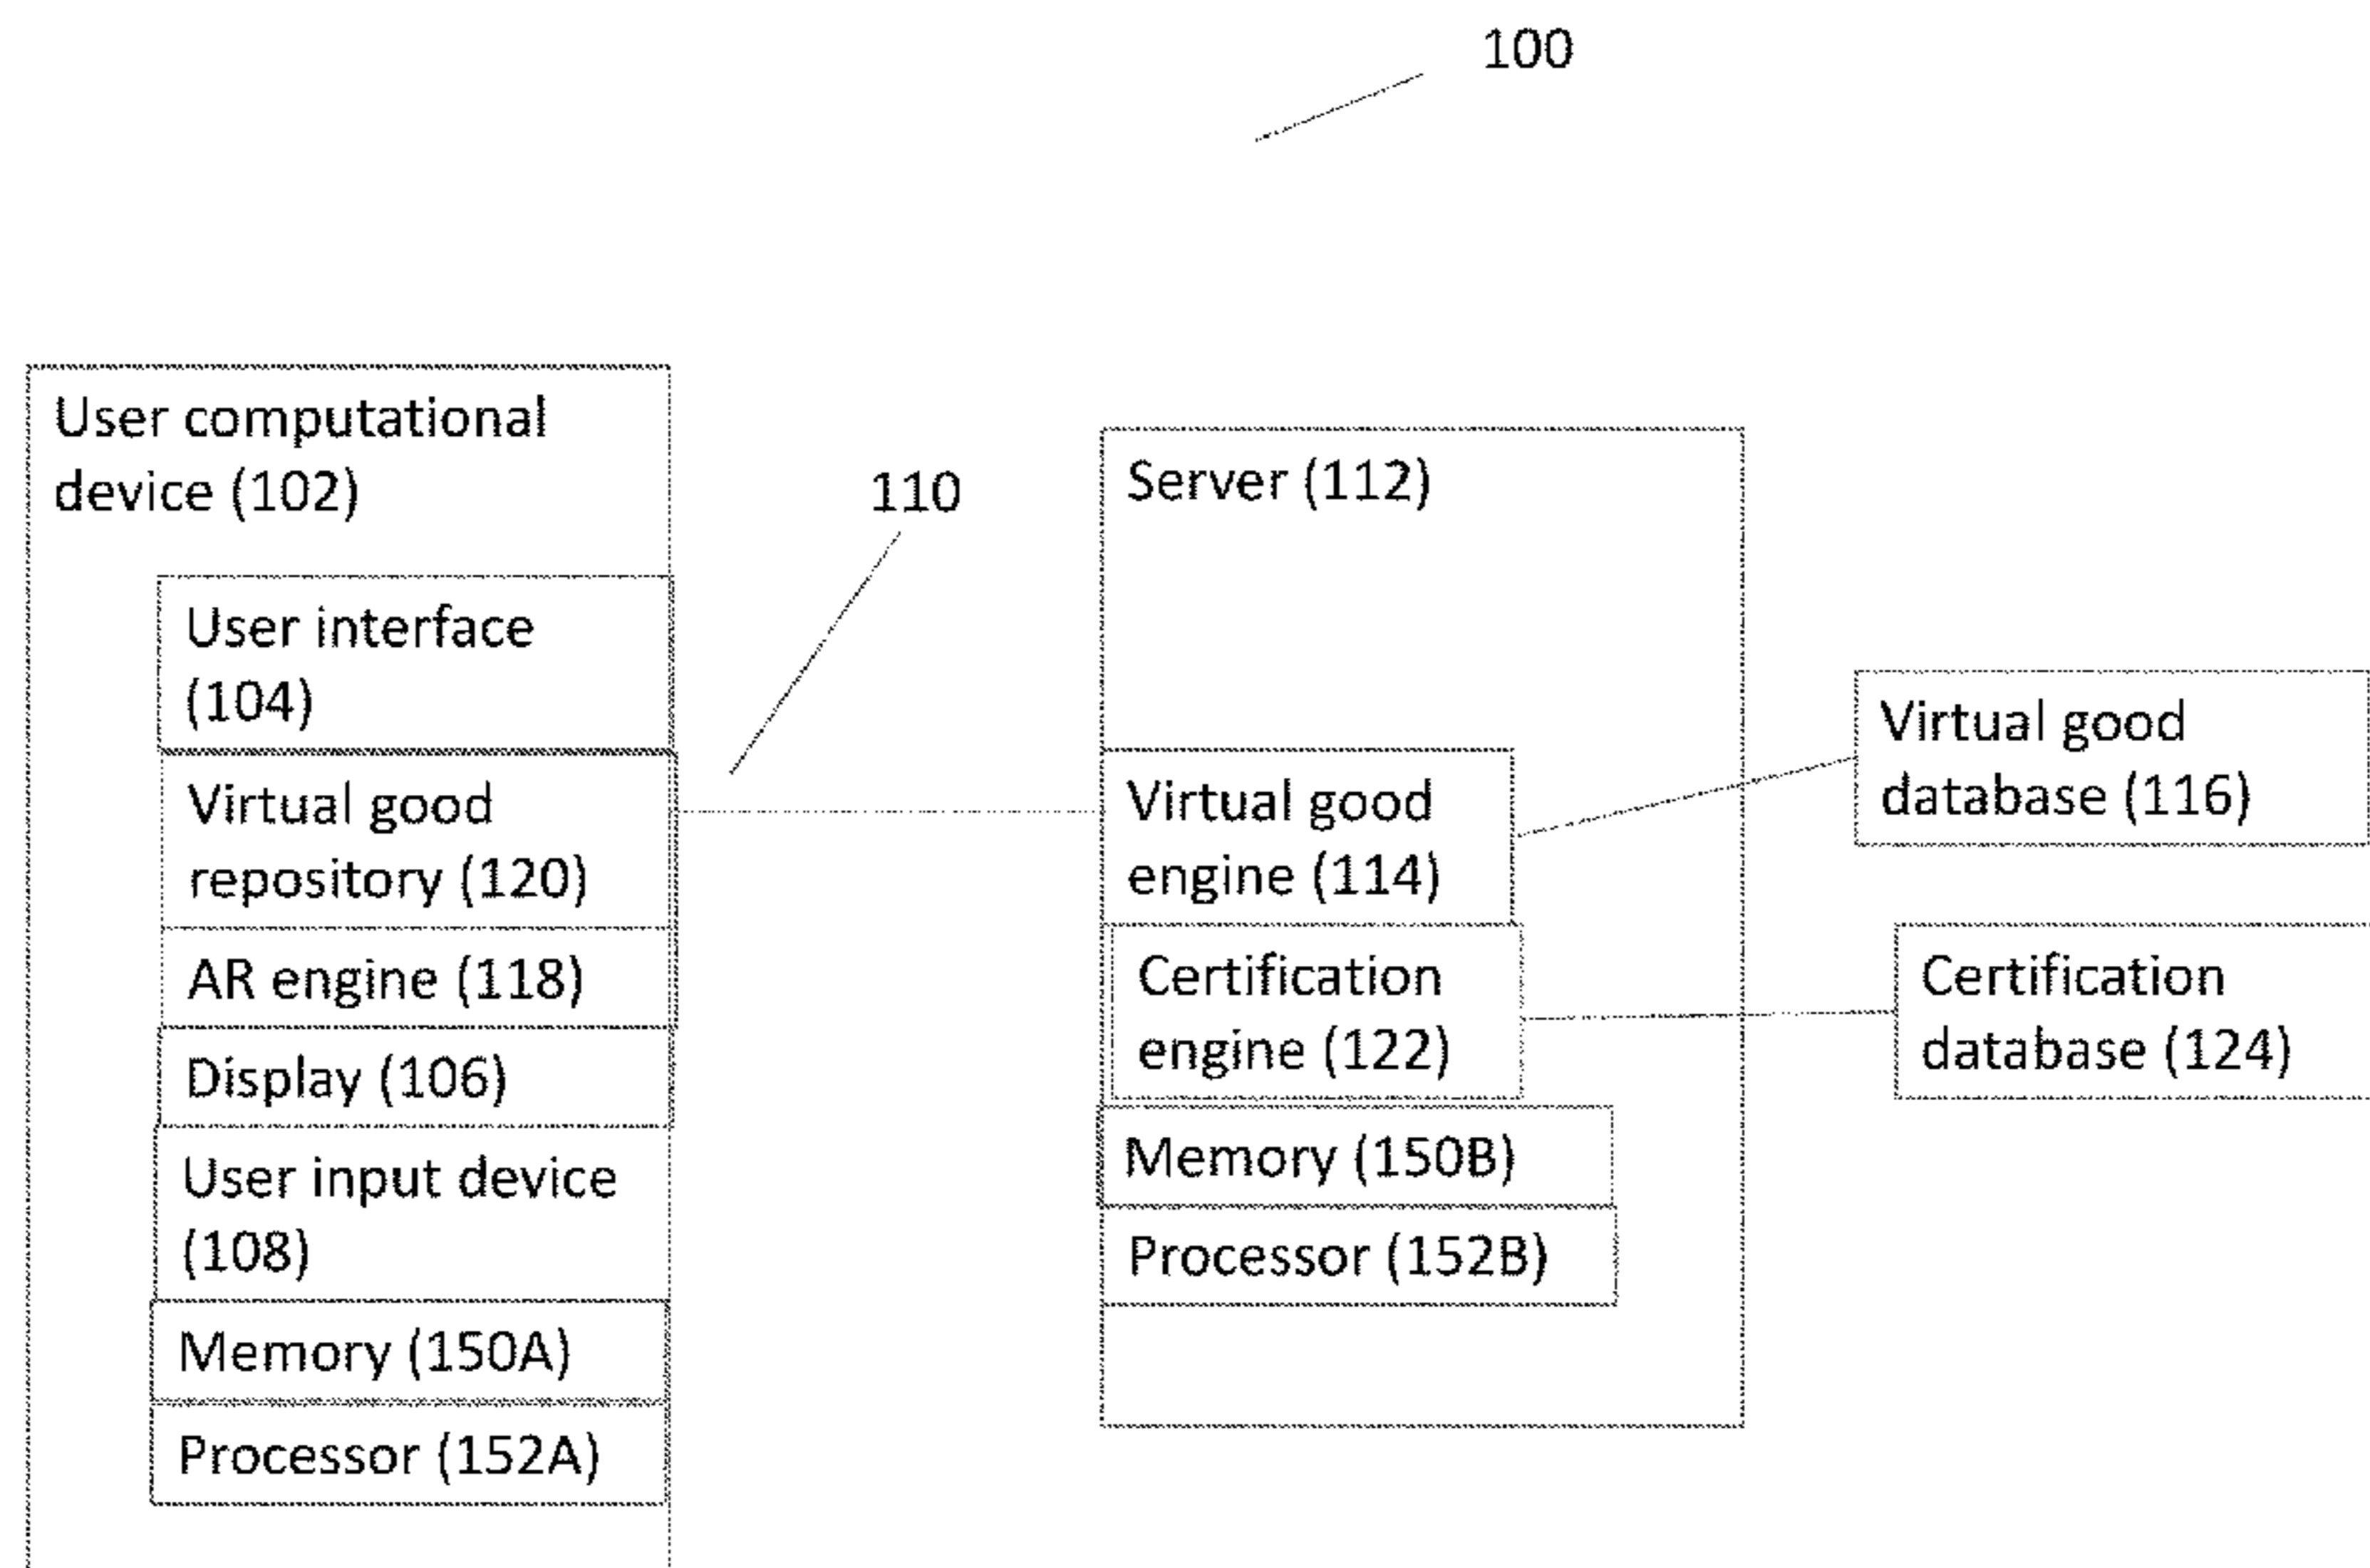 100
User computational
device (102)
110
User interface
(104)
Virtual good
repository (120)
AR engine (118)
Display (106)
User input device
(108)
Memory (150A)
Processor (152A)
Server (112)
Virtual good
engine (114)
Certification
engine (122)
Memory (150B)
Processor (152B)
Virtual good
database (116)
Certification
database (124)